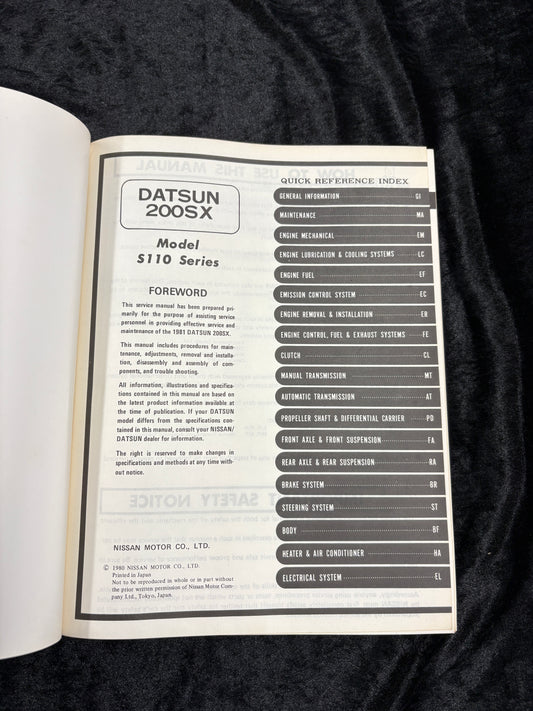 DATSUN
200SX
Model
S110 Series
FOREWORD
This service manual has been prepared pri-
marily for the purpose of assisting service
personnel in providing effective service and
maintenance of the 1981 DATSUN 200SX.
This manual includes procedures for main-
tenance, adjustments, removal and installa-
tion, disassembly and assembly of com-
ponents, and trouble shooting.
All information, illustrations and specifica-
tions contained in this manual are based on
the latest product information available at
the time of publication. If your DATSUN
model differs from the specifications con-
tained in this manual, consult your NISSAN/
DATSUN dealer for information.
The right is reserved to make changes in
specifications and methods at any time with-
out notice.
NISSAN MOTOR CO., LTD.
© 1980 NISSAN MOTOR CO., LTD.
Printed in Japan
Not to be reproduced in whole or in part without
the prior written permission of Nissan Motor Com-
pany Ltd., Tokyo, Japan.
QUICK REFERENCE INDEX
GENERAL INFORMATION GI
MAINTENANCE MA
ENGINE MECHANICAL EM
ENGINE LUBRICATION & COOLING SYSTEMS LC
ENGINE FUEL EF
EMISSION CONTROL SYSTEM EC
ENGINE REMOVAL & INSTALLATION ER
ENGINE CONTROL, FUEL & EXHAUST SYSTEMS FE
CLUTCH CL
MANUAL TRANSMISSION MT
AUTOMATIC TRANSMISSION AT
PROPELLER SHAFT & DIFFERENTIAL CARRIER PD
FRONT AXLE & FRONT SUSPENSION FA
REAR AXLE & REAR SUSPENSION RA
BRAKE SYSTEM BR
STEERING SYSTEM ST
BODY BF
HEATER & AIR CONDITIONER HA
ELECTRICAL SYSTEM EL